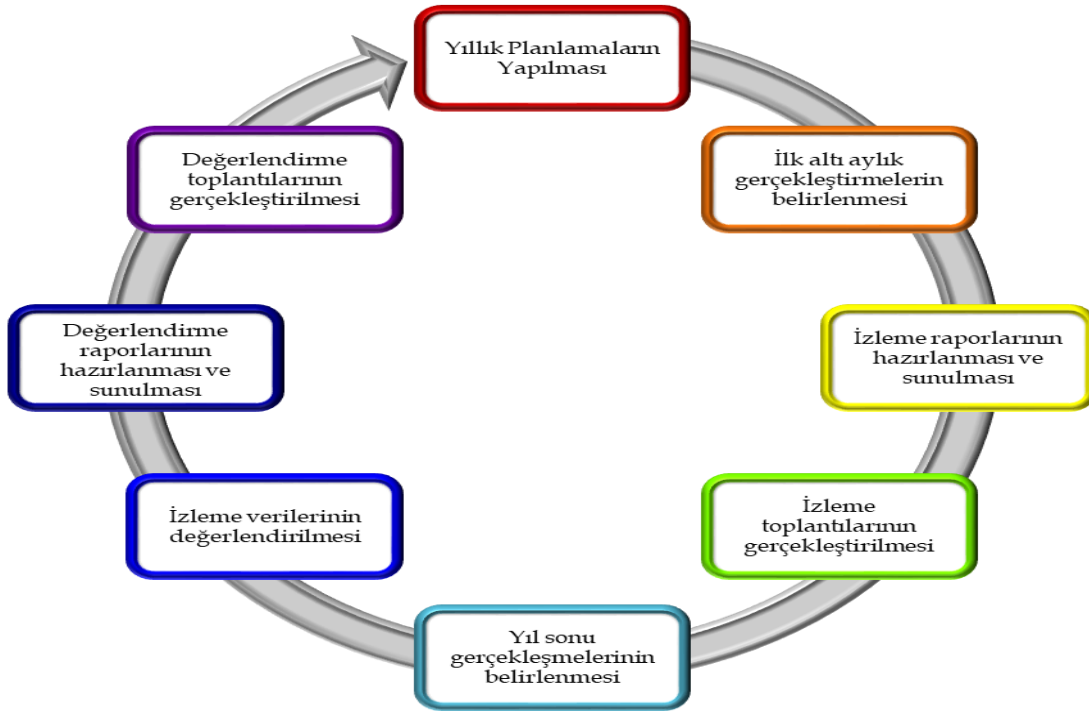 Yıllık Planlamaların
Yapılması
İlk altı aylık
gerçekleştirmelerin
belirlenmesi
İzleme raporlarının
hazırlanması ve
sunulması
İzleme
toplantılarının
gerçekleştirilmesi
Yıl sonu
gerçekleşmelerinin
belirlenmesi
İzleme verilerinin
değerlendirilmesi
Değerlendirme
raporlarının
hazırlanması ve
sunulması
Değerlendirme
toplantılarının
gerçekleştirilmesi